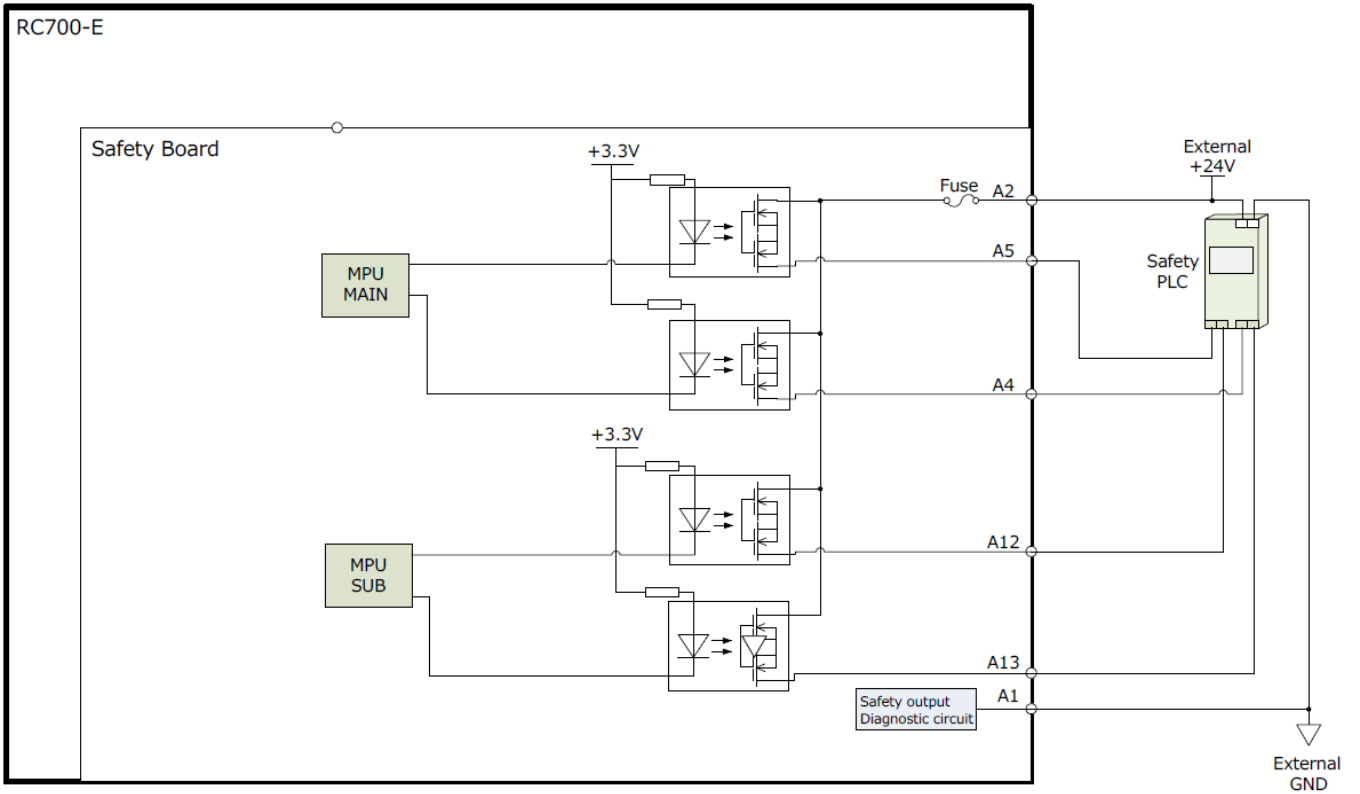 RC700-E
Safety Board
+3.3V
External
+24V
Fuse
A2
A5
Safety
PLC
MPU
MAIN
A4
+3.3V
A12
MPU
SUB
A13
A1
Safety output
Diagnostic circuit
External
GND